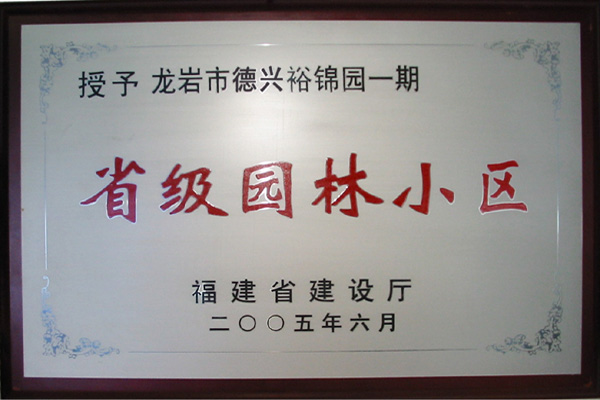 授予 龙岩市德兴裕锦园一期
省级园林小区
福建省建设厅
二〇〇五年六月